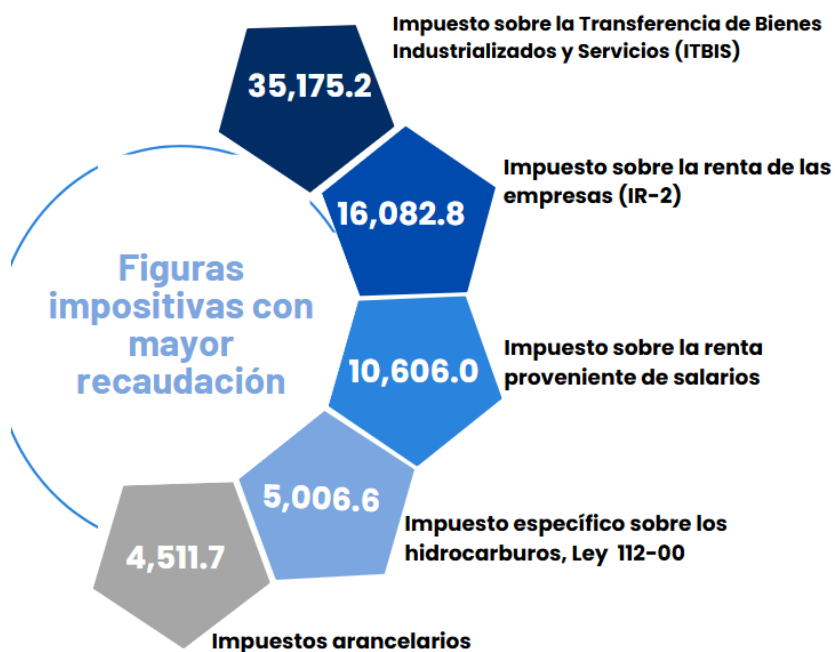 Impuesto sobre la Transferencia de Bienes
Industrializados y Servicios (ITBIS)
35,175.2
Impuesto sobre la renta de las
empresas (IR-2)
16,082.8
Figuras
impositivas con
mayor
recaudación
Impuesto sobre la renta
proveniente de salarios
10,606.0
5,006.6
Impuesto específico sobre los
hidrocarburos, Ley 112-00
4,511.7
Impuestos arancelarios